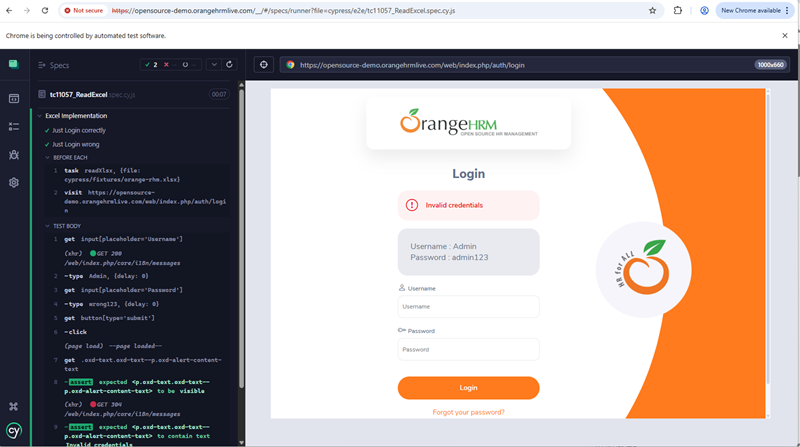 Not secure
https://opensource-demo.orangehrmlive.com/__/#/specs/runner?file=cypress/e2e/tc11057_ReadExcel.spec.cy.js
New Chrome available
Chrome is being controlled by automated test software.
Specs
2
--
--
https://opensource-demo.orangehrmlive.com/web/index.php/auth/login
1000x660
tc11057_ReadExcel.spec.cy.js
00:07
Excel Implementation
Just Login correctly
Just Login wrong
BEFORE EACH
1 task readXlsx, {file:
cypress/fixtures/orange-rhm.xlsx}
2 visit https://opensource-
demo.orangehrmlive.com/web/index.php/auth/logi
n
TEST BODY
1 get input[placeholder='Username']
(xhr) GET 200
/web/index.php/core/i18n/messages
2 -type Admin, {delay: 0}
3 get input[placeholder='Password']
4 -type wrong123, {delay: 0}
5 get button[type='submit']
6 -click
(page load) --page loaded--
7 get .oxd-text.oxd-text--p.oxd-alert-content-
text
8 -assert expected <p.oxd-text.oxd-text--
p.oxd-alert-content-text> to be visible
(xhr) GET 304
/web/index.php/core/i18n/messages
9 -assert expected <p.oxd-text.oxd-text--
p.oxd-alert-content-text> to contain text
Invalid credentials
cy
OrangeHRM
OPEN SOURCE HR MANAGEMENT
Login
Invalid credentials
Username : Admin
Password : admin123
Username
Username
Password
Password
Login
Forgot your password?
HR for ALL